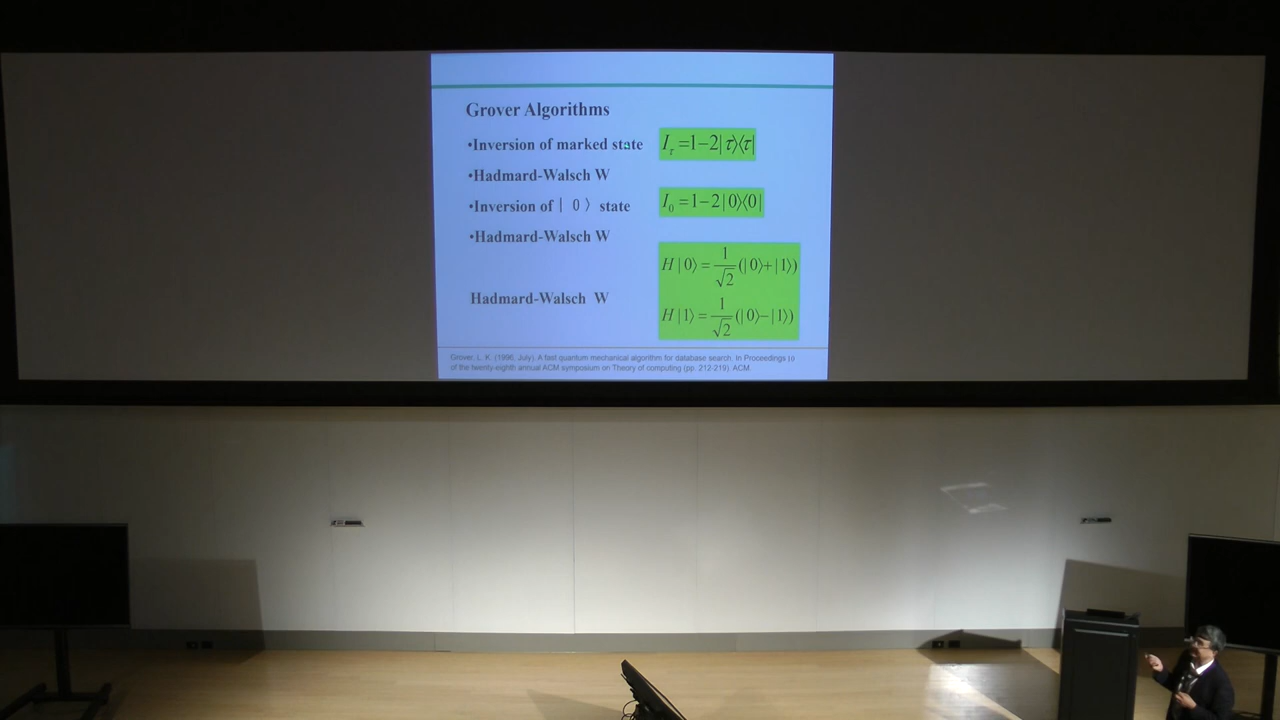 Grover Algorithms
•Inversion of marked state
I_τ =1−2|τ⟩⟨τ|
•Hadmard-Walsch W
•Inversion of | 0 ⟩ state
I_0 =1−2|0⟩⟨0|
•Hadmard-Walsch W
H|0⟩ = 1/√2 (|0⟩+|1⟩)
Hadmard-Walsch W
H|1⟩ = 1/√2 (|0⟩−|1⟩)
Grover, L. K. (1996, July). A fast quantum mechanical algorithm for database search. In Proceedings
of the twenty-eighth annual ACM symposium on Theory of computing (pp. 212-219). ACM.
10